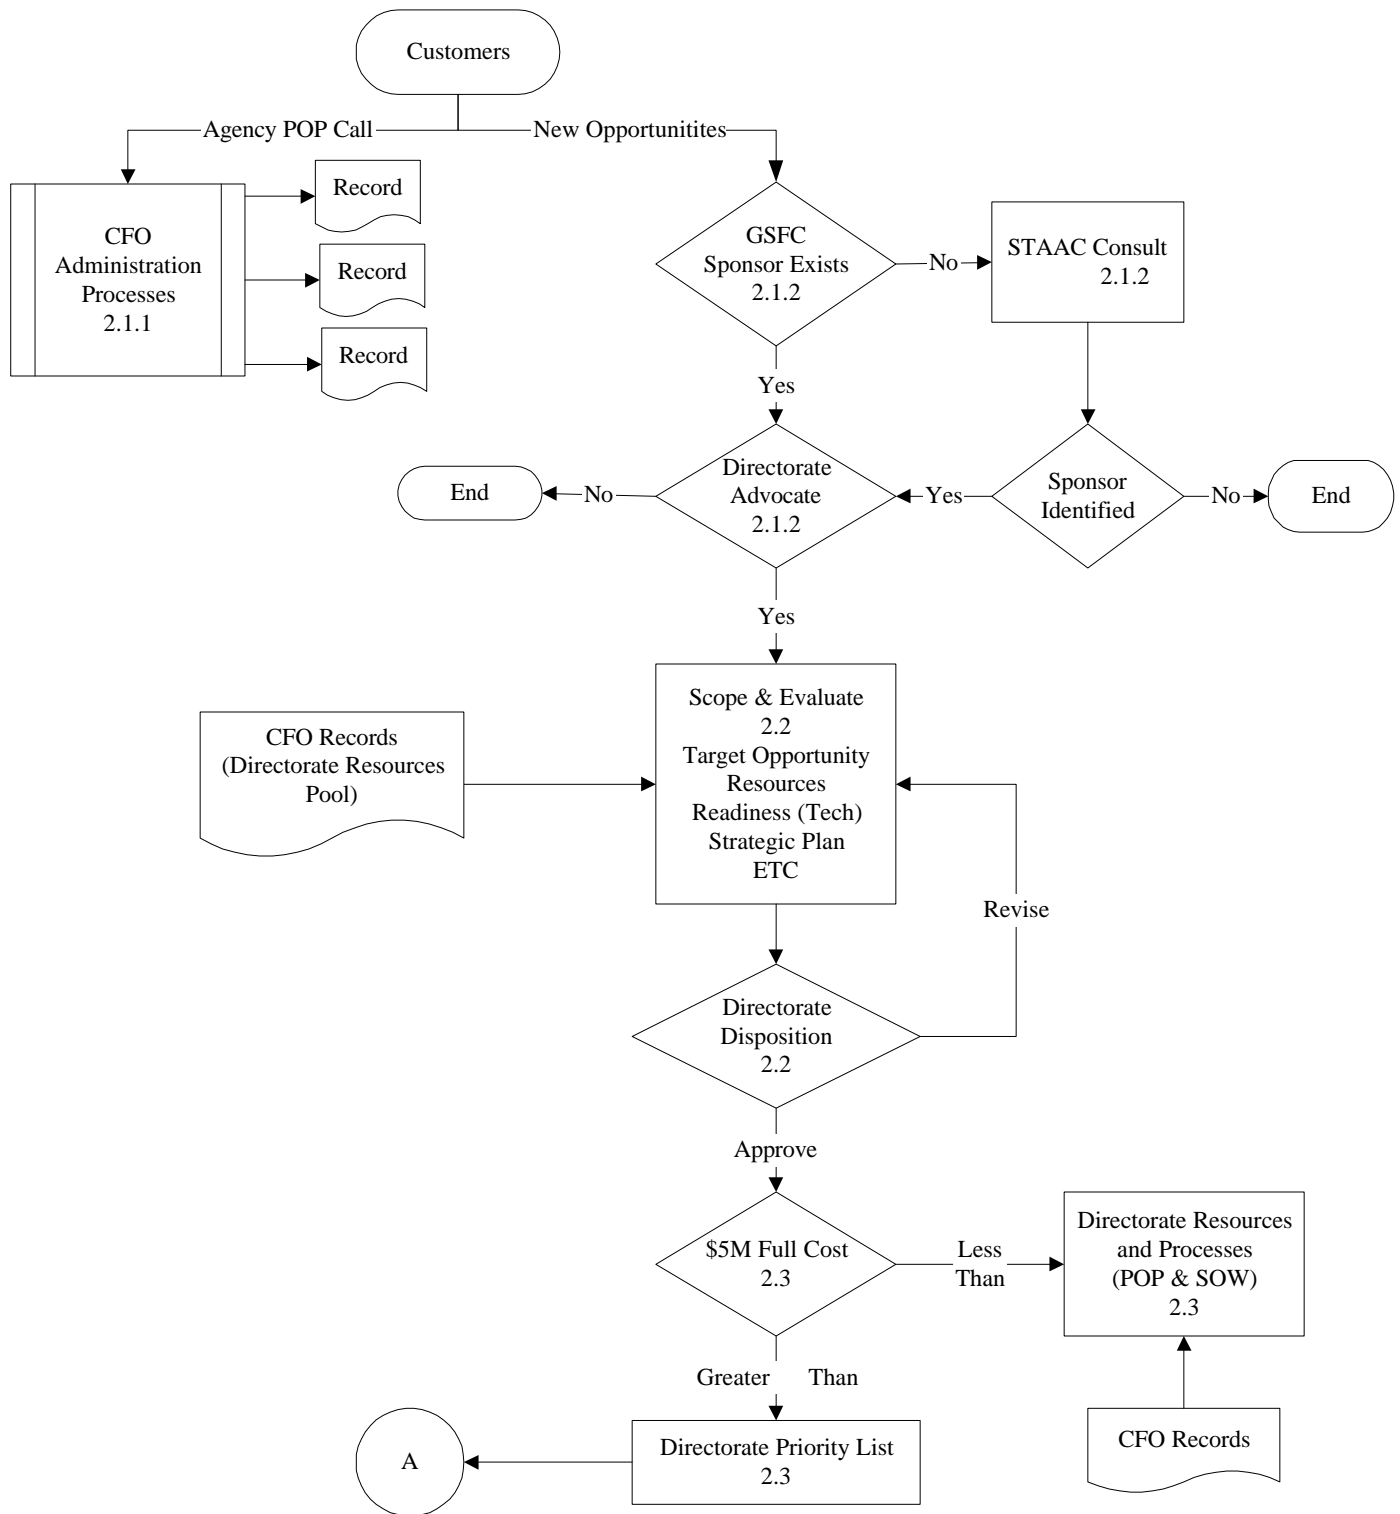 Customers
Agency POP Call
New Opportunitites
Record
CFO
Administration
Processes
2.1.1
Record
Record
GSFC
Sponsor Exists
2.1.2
No
STAAC Consult
2.1.2
Yes
End
No
Directorate
Advocate
2.1.2
Yes
Sponsor
Identified
No
End
Yes
CFO Records
(Directorate Resources
Pool)
Scope & Evaluate
2.2
Target Opportunity
Resources
Readiness (Tech)
Strategic Plan
ETC
Revise
Directorate
Disposition
2.2
Approve
$5M Full Cost
2.3
Less
Than
Directorate Resources
and Processes
(POP & SOW)
2.3
Greater Than
A
Directorate Priority List
2.3
CFO Records